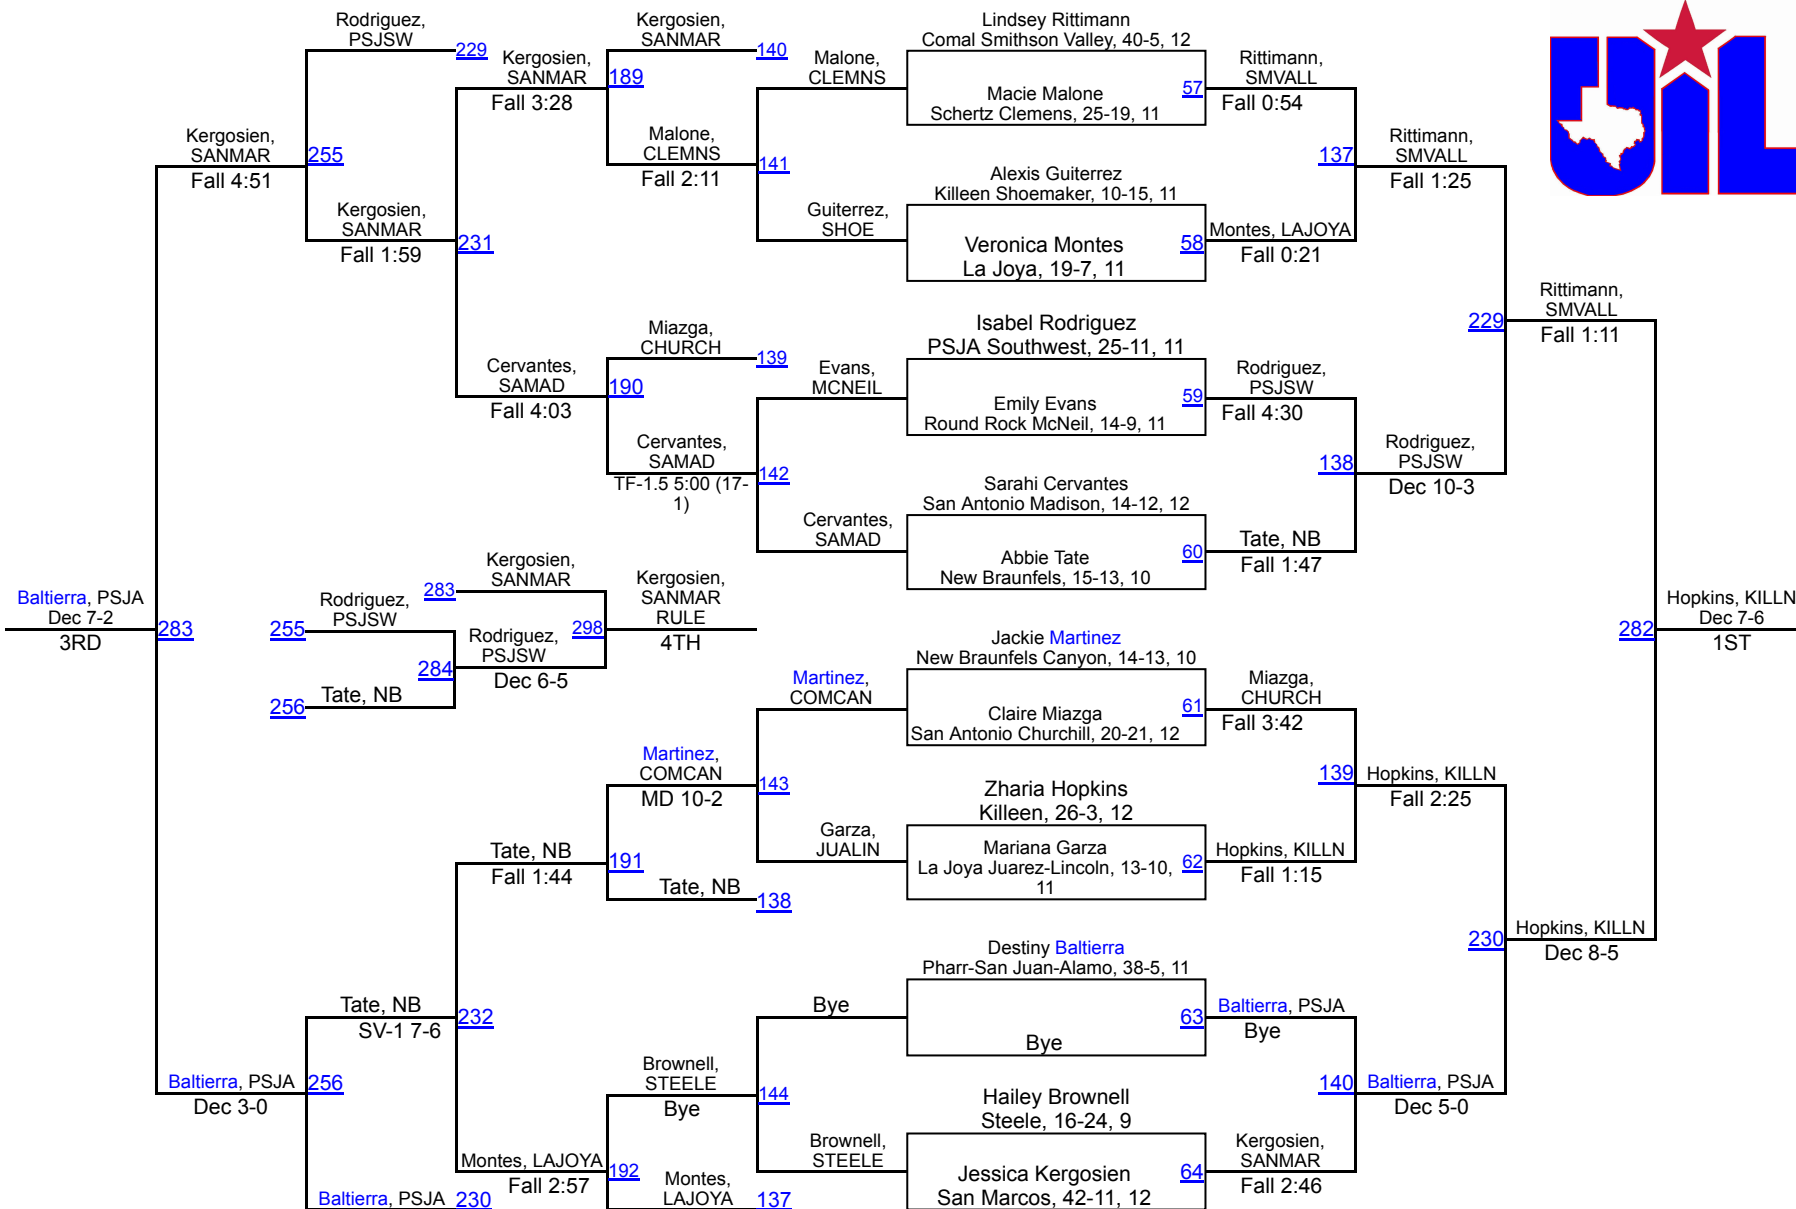 Rodriguez,
PSJSW
229
Kergosien,
SANMAR
140
Lindsey Rittimann
Comal Smithson Valley, 40-5, 12
Kergosien,
SANMAR
189
Fall 3:28
Malone,
CLEMNS
Macie Malone
Schertz Clemens, 25-19, 11
57
Rittimann,
SMVALL
Fall 0:54
UIL
Kergosien,
SANMAR
255
Fall 4:51
Malone,
CLEMNS
141
Fall 2:11
Alexis Guiterrez
Killeen Shoemaker, 10-15, 11
137
Rittimann,
SMVALL
Fall 1:25
Kergosien,
SANMAR
231
Fall 1:59
Guiterrez,
SHOE
Veronica Montes
La Joya, 19-7, 11
58
Montes, LAJOYA
Fall 0:21
Miazga,
CHURCH
139
Isabel Rodriguez
PSJA Southwest, 25-11, 11
229
Rittimann,
SMVALL
Fall 1:11
Cervantes,
SAMAD
190
Fall 4:03
Evans,
MCNEIL
Emily Evans
Round Rock McNeil, 14-9, 11
59
Rodriguez,
PSJSW
Fall 4:30
Cervantes,
SAMAD
142
TF-1.5 5:00 (17-
1)
Sarahi Cervantes
San Antonio Madison, 14-12, 12
138
Rodriguez,
PSJSW
Dec 10-3
Cervantes,
SAMAD
Abbie Tate
New Braunfels, 15-13, 10
60
Tate, NB
Fall 1:47
Baltierra, PSJA
Dec 7-2
3RD
283
Rodriguez,
PSJSW
255
283
Kergosien,
SANMAR
Kergosien,
SANMAR
RULE
4TH
298
Rodriguez,
PSJSW
284
Dec 6-5
256
Tate, NB
Jackie Martinez
New Braunfels Canyon, 14-13, 10
282
Hopkins, KILLN
Dec 7-6
1ST
Martinez,
COMCAN
Claire Miazga
San Antonio Churchill, 20-21, 12
61
Miazga,
CHURCH
Fall 3:42
Martinez,
COMCAN
143
MD 10-2
Zharia Hopkins
Killeen, 26-3, 12
139
Hopkins, KILLN
Fall 2:25
Tate, NB
191
Fall 1:44
Garza,
JUALIN
Mariana Garza
La Joya Juarez-Lincoln, 13-10,
11
62
Hopkins, KILLN
Fall 1:15
Tate, NB
138
Destiny Baltierra
Pharr-San Juan-Alamo, 38-5, 11
230
Hopkins, KILLN
Dec 8-5
Tate, NB
232
SV-1 7-6
Bye
Bye
63
Baltierra, PSJA
Bye
Baltierra, PSJA
256
Dec 3-0
Brownell,
STEELE
144
Bye
Hailey Brownell
Steele, 16-24, 9
140
Baltierra, PSJA
Dec 5-0
Montes, LAJOYA
192
Fall 2:57
Brownell,
STEELE
Jessica Kergosien
San Marcos, 42-11, 12
64
Kergosien,
SANMAR
Fall 2:46
Baltierra, PSJA
230
Montes,
LAJOYA
137